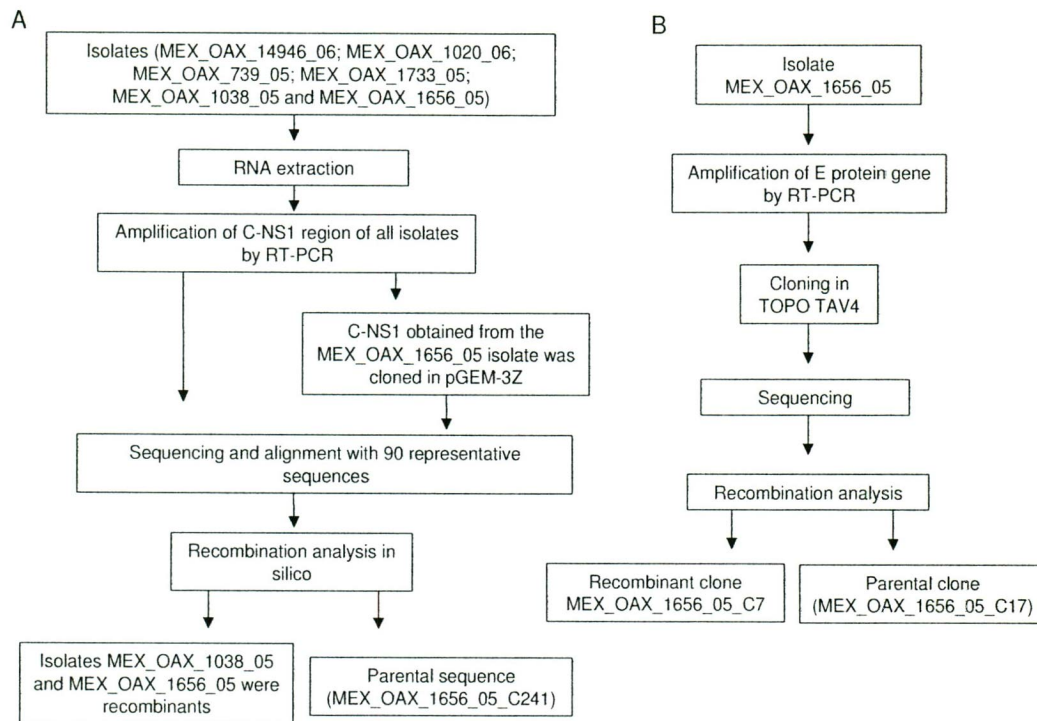 A
Isolates (MEX_OAX_14946_06; MEX_OAX_1020_06;
MEX_OAX_739_05; MEX_OAX_1733_05;
MEX_OAX_1038_05 and MEX_OAX_1656_05)
RNA extraction
Amplification of C-NS1 region of all isolates
by RT-PCR
C-NS1 obtained from the
MEX_OAX_1656_05 isolate was
cloned in pGEM-3Z
Sequencing and alignment with 90 representative
sequences
Recombination analysis in
silico
Isolates MEX_OAX_1038_05
and MEX_OAX_1656_05 were
recombinants
Parental sequence
(MEX_OAX_1656_05_C241)
B
Isolate
MEX_OAX_1656_05
Amplification of E protein gene
by RT-PCR
Cloning in
TOPO TAV4
Sequencing
Recombination analysis
Recombinant clone
MEX_OAX_1656_05_C7
Parental clone
(MEX_OAX_1656_05_C17)